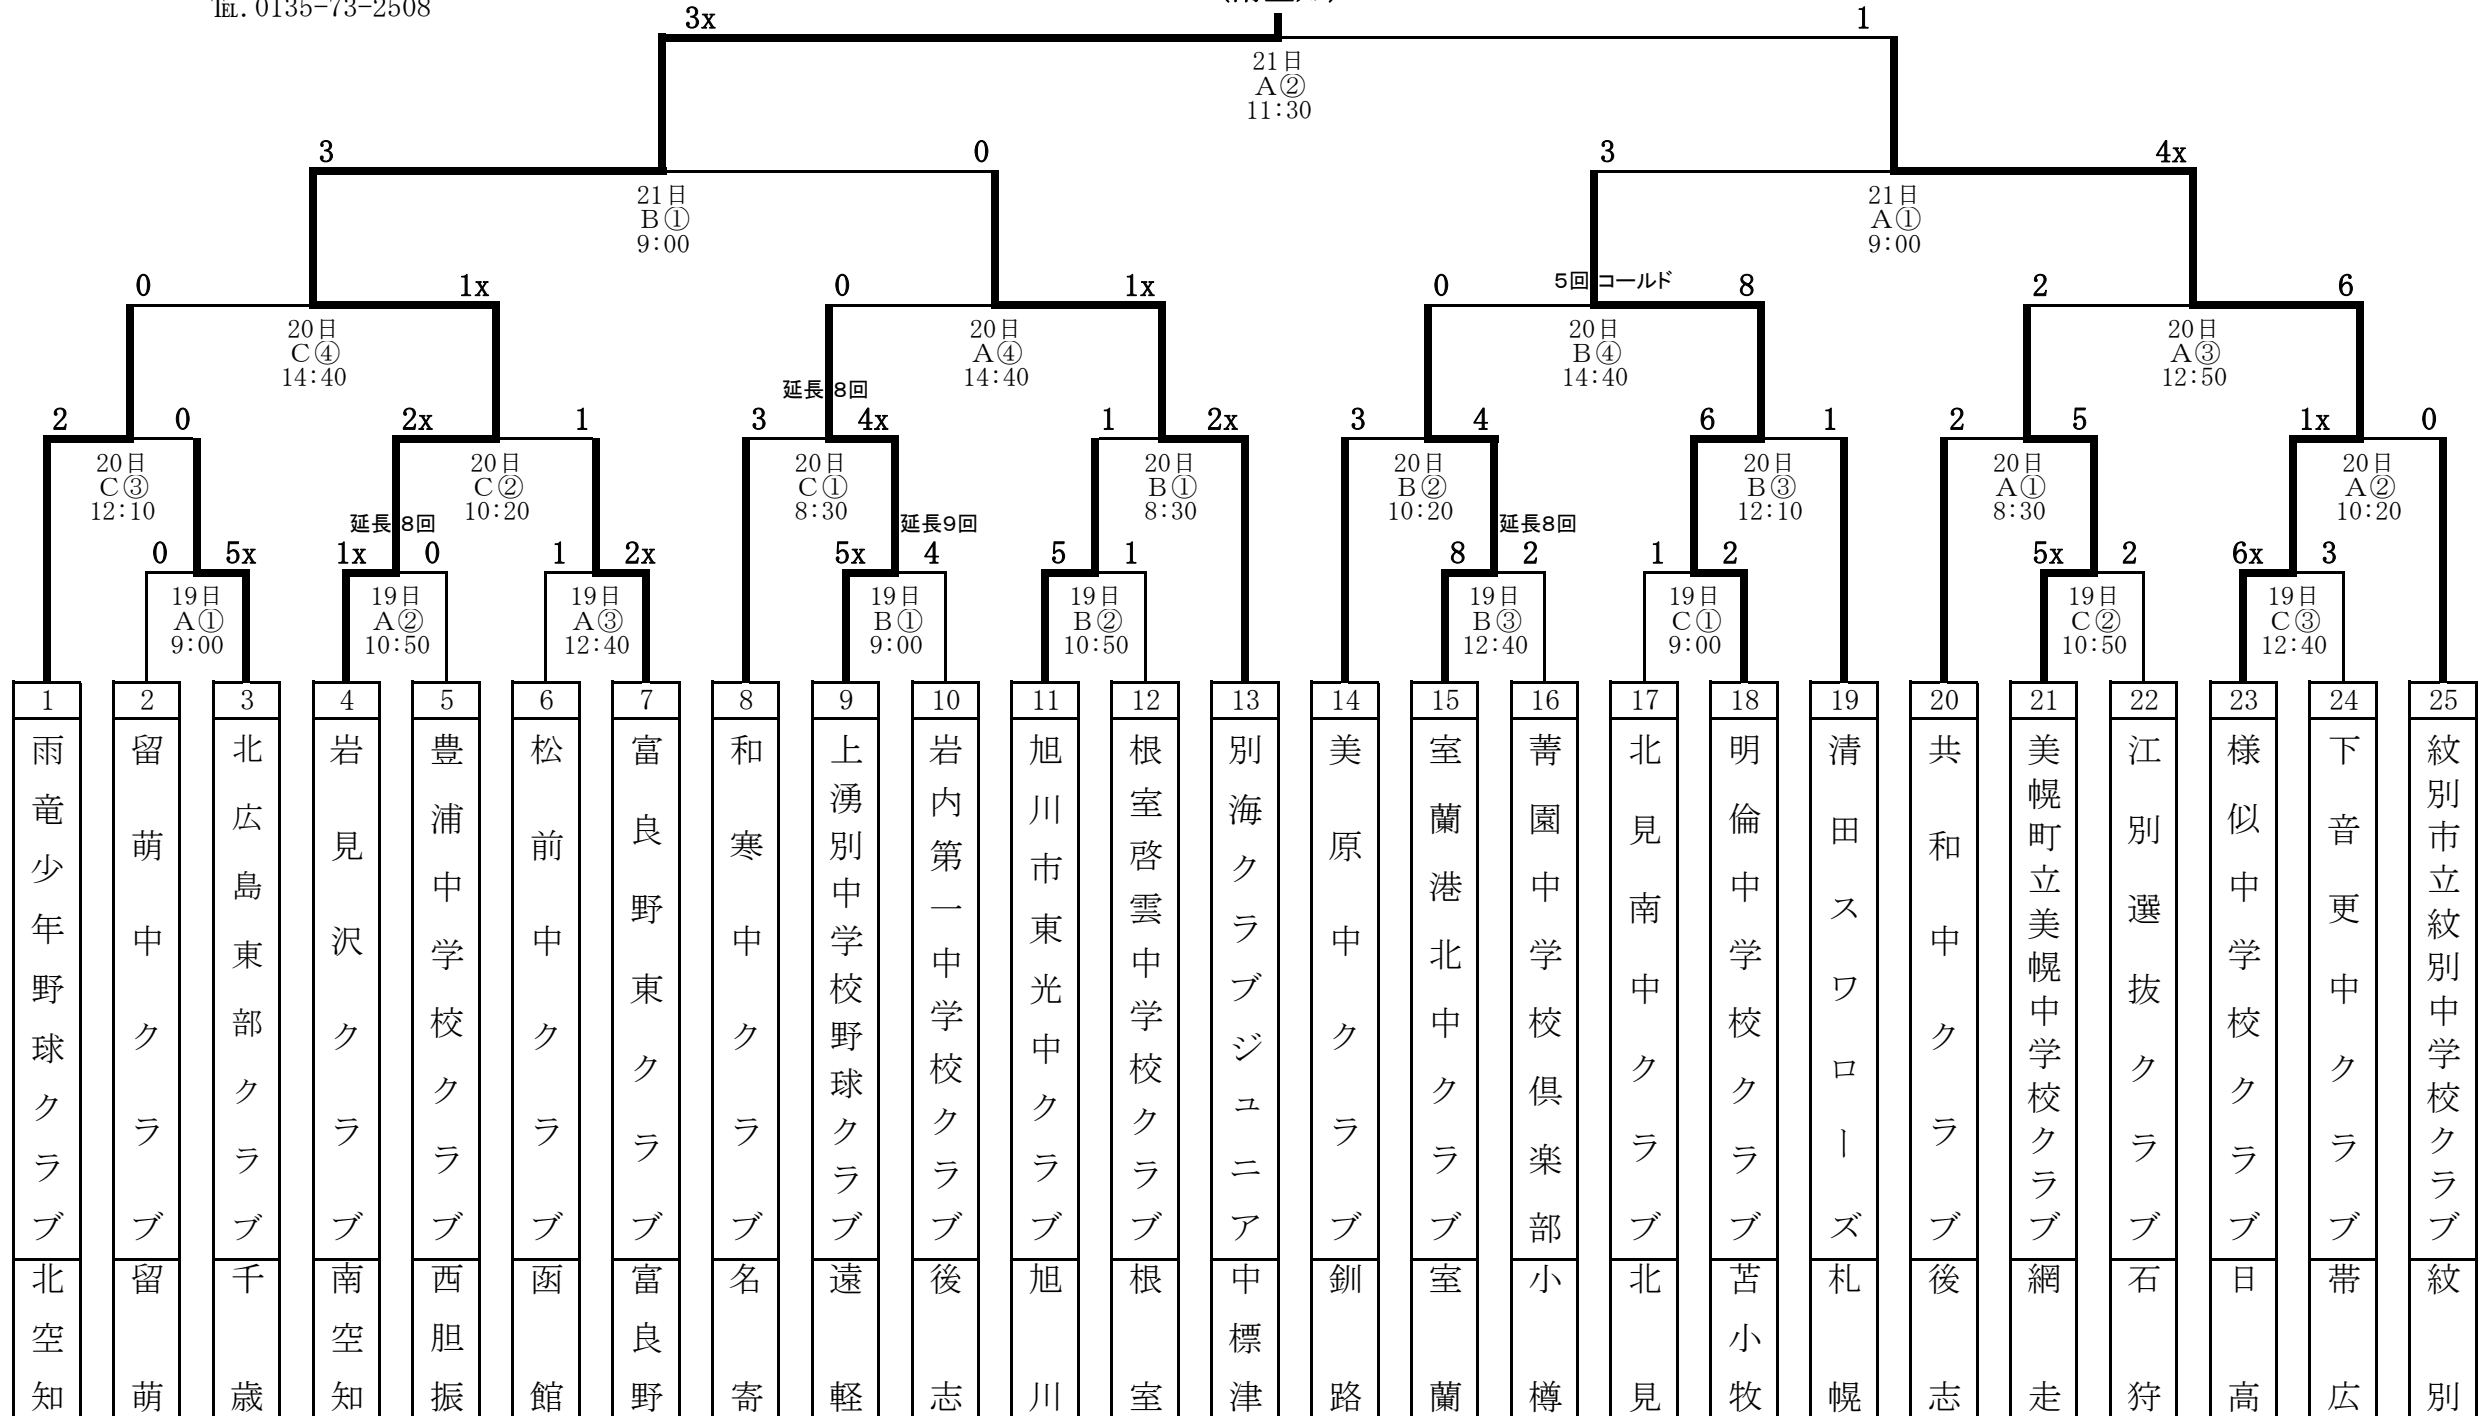 ℡.0135-73-2508
3x 1
21日
A②
11:30
3 0 3 4x
21日 21日
B① A①
9:00 9:00
0 1x 0 1x 0 5回コールド 8 2 6
20日 20日 20日 20日
C④ A④ B④ A③
14:40 14:40 14:40 12:50
延長 8回
2 0 2x 1 3 4x 1 2x 3 4 6 1 2 5 1x 0
20日 20日 20日 20日 20日 20日 20日 20日
C③ C② C① B① B② B③ A① A②
12:10 10:20 8:30 8:30 10:20 12:10 8:30 10:20
延長 8回 延長9回 延長8回
0 5x 1x 0 1 2x 5x 4 5 1 8 2 1 2 5x 2 6x 3
19日 19日 19日 19日 19日 19日 19日 19日 19日
A① A② A③ B① B② B③ C① C② C③
9:00 10:50 12:40 9:00 10:50 12:40 9:00 10:50 12:40
1 2 3 4 5 6 7 8 9 10 11 12 13 14 15 16 17 18 19 20 21 22 23 24 25
雨竜少年野球クラブ
留萌中クラブ
北広島東部クラブ
岩見沢クラブ
豊浦中学校クラブ
松前中クラブ
富良野東クラブ
和寒中クラブ
上湧別中学校野球クラブ
岩内第一中学校クラブ
旭川市東光中クラブ
根室啓雲中学校クラブ
別海クラブジュニア
美原中クラブ
室蘭港北中クラブ
菁園中学校倶楽部
北見南中クラブ
明倫中学校クラブ
清田スワローズ
共和中クラブ
美幌町立美幌中学校クラブ
江別選抜クラブ
様似中学校クラブ
下音更中クラブ
紋別市立紋別中学校クラブ
北空知
留萌
千歳
南空知
西胆振
函館
富良野
名寄
遠軽
後志
旭川
根室
中標津
釧路
室蘭
小樽
北見
苫小牧
札幌
後志
網走
石狩
日高
帯広
紋別